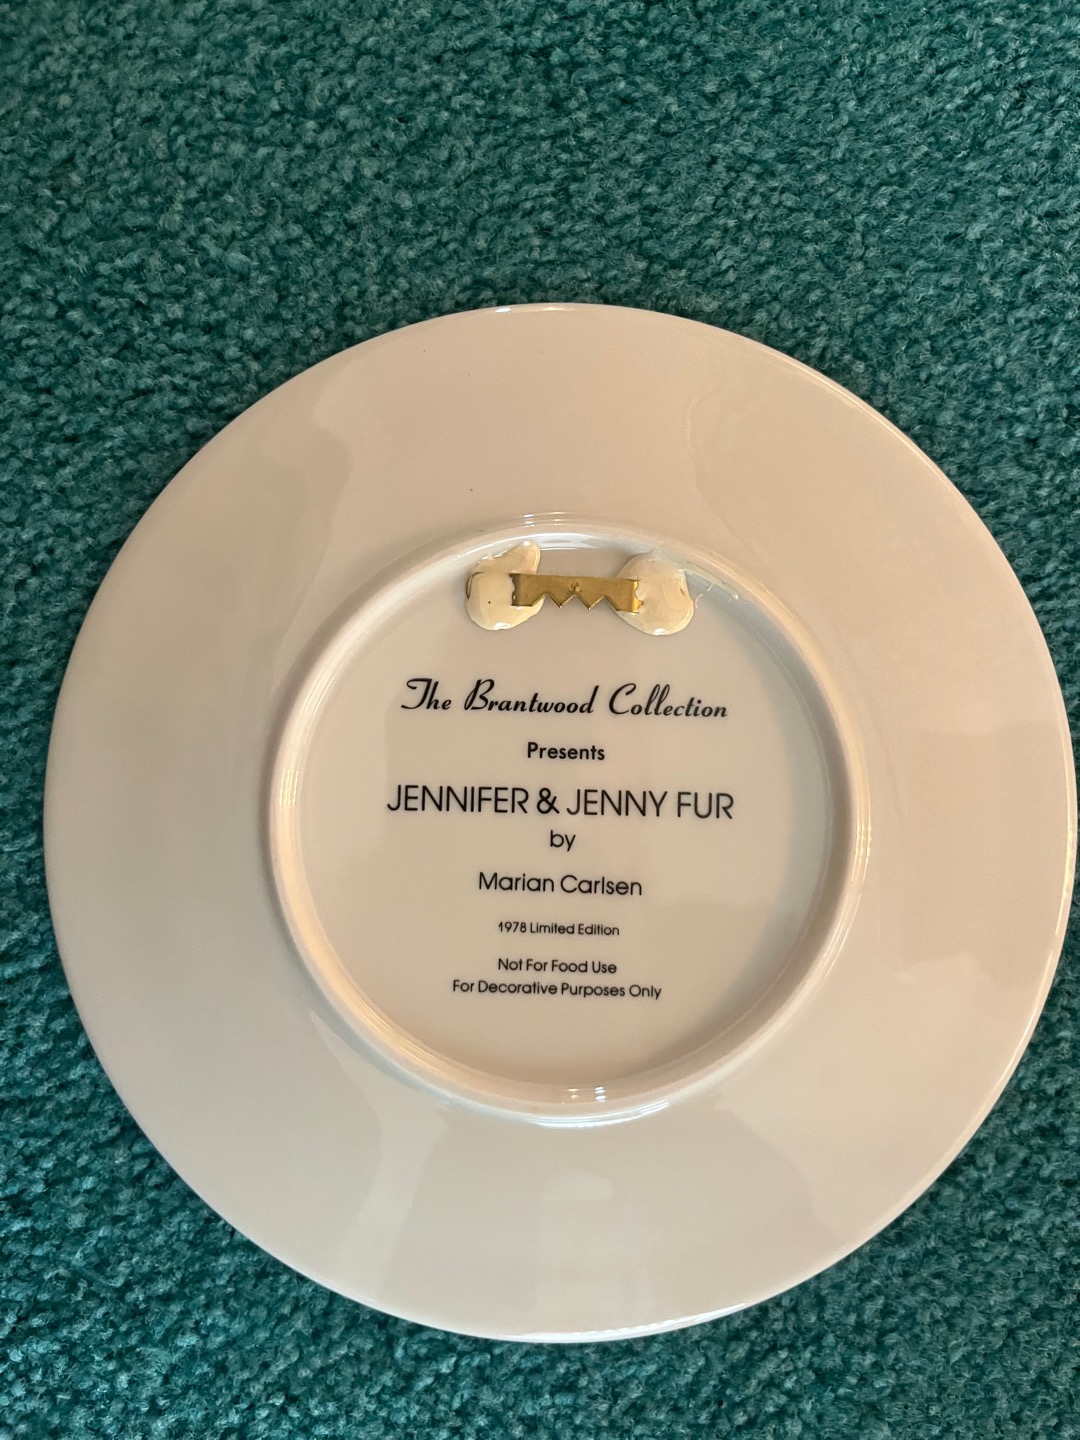 The Brantwood Collection
Presents
JENNIFER & JENNY FUR
by
Marian Carlsen
1978 Limited Edition
Not For Food Use
For Decorative Purposes Only